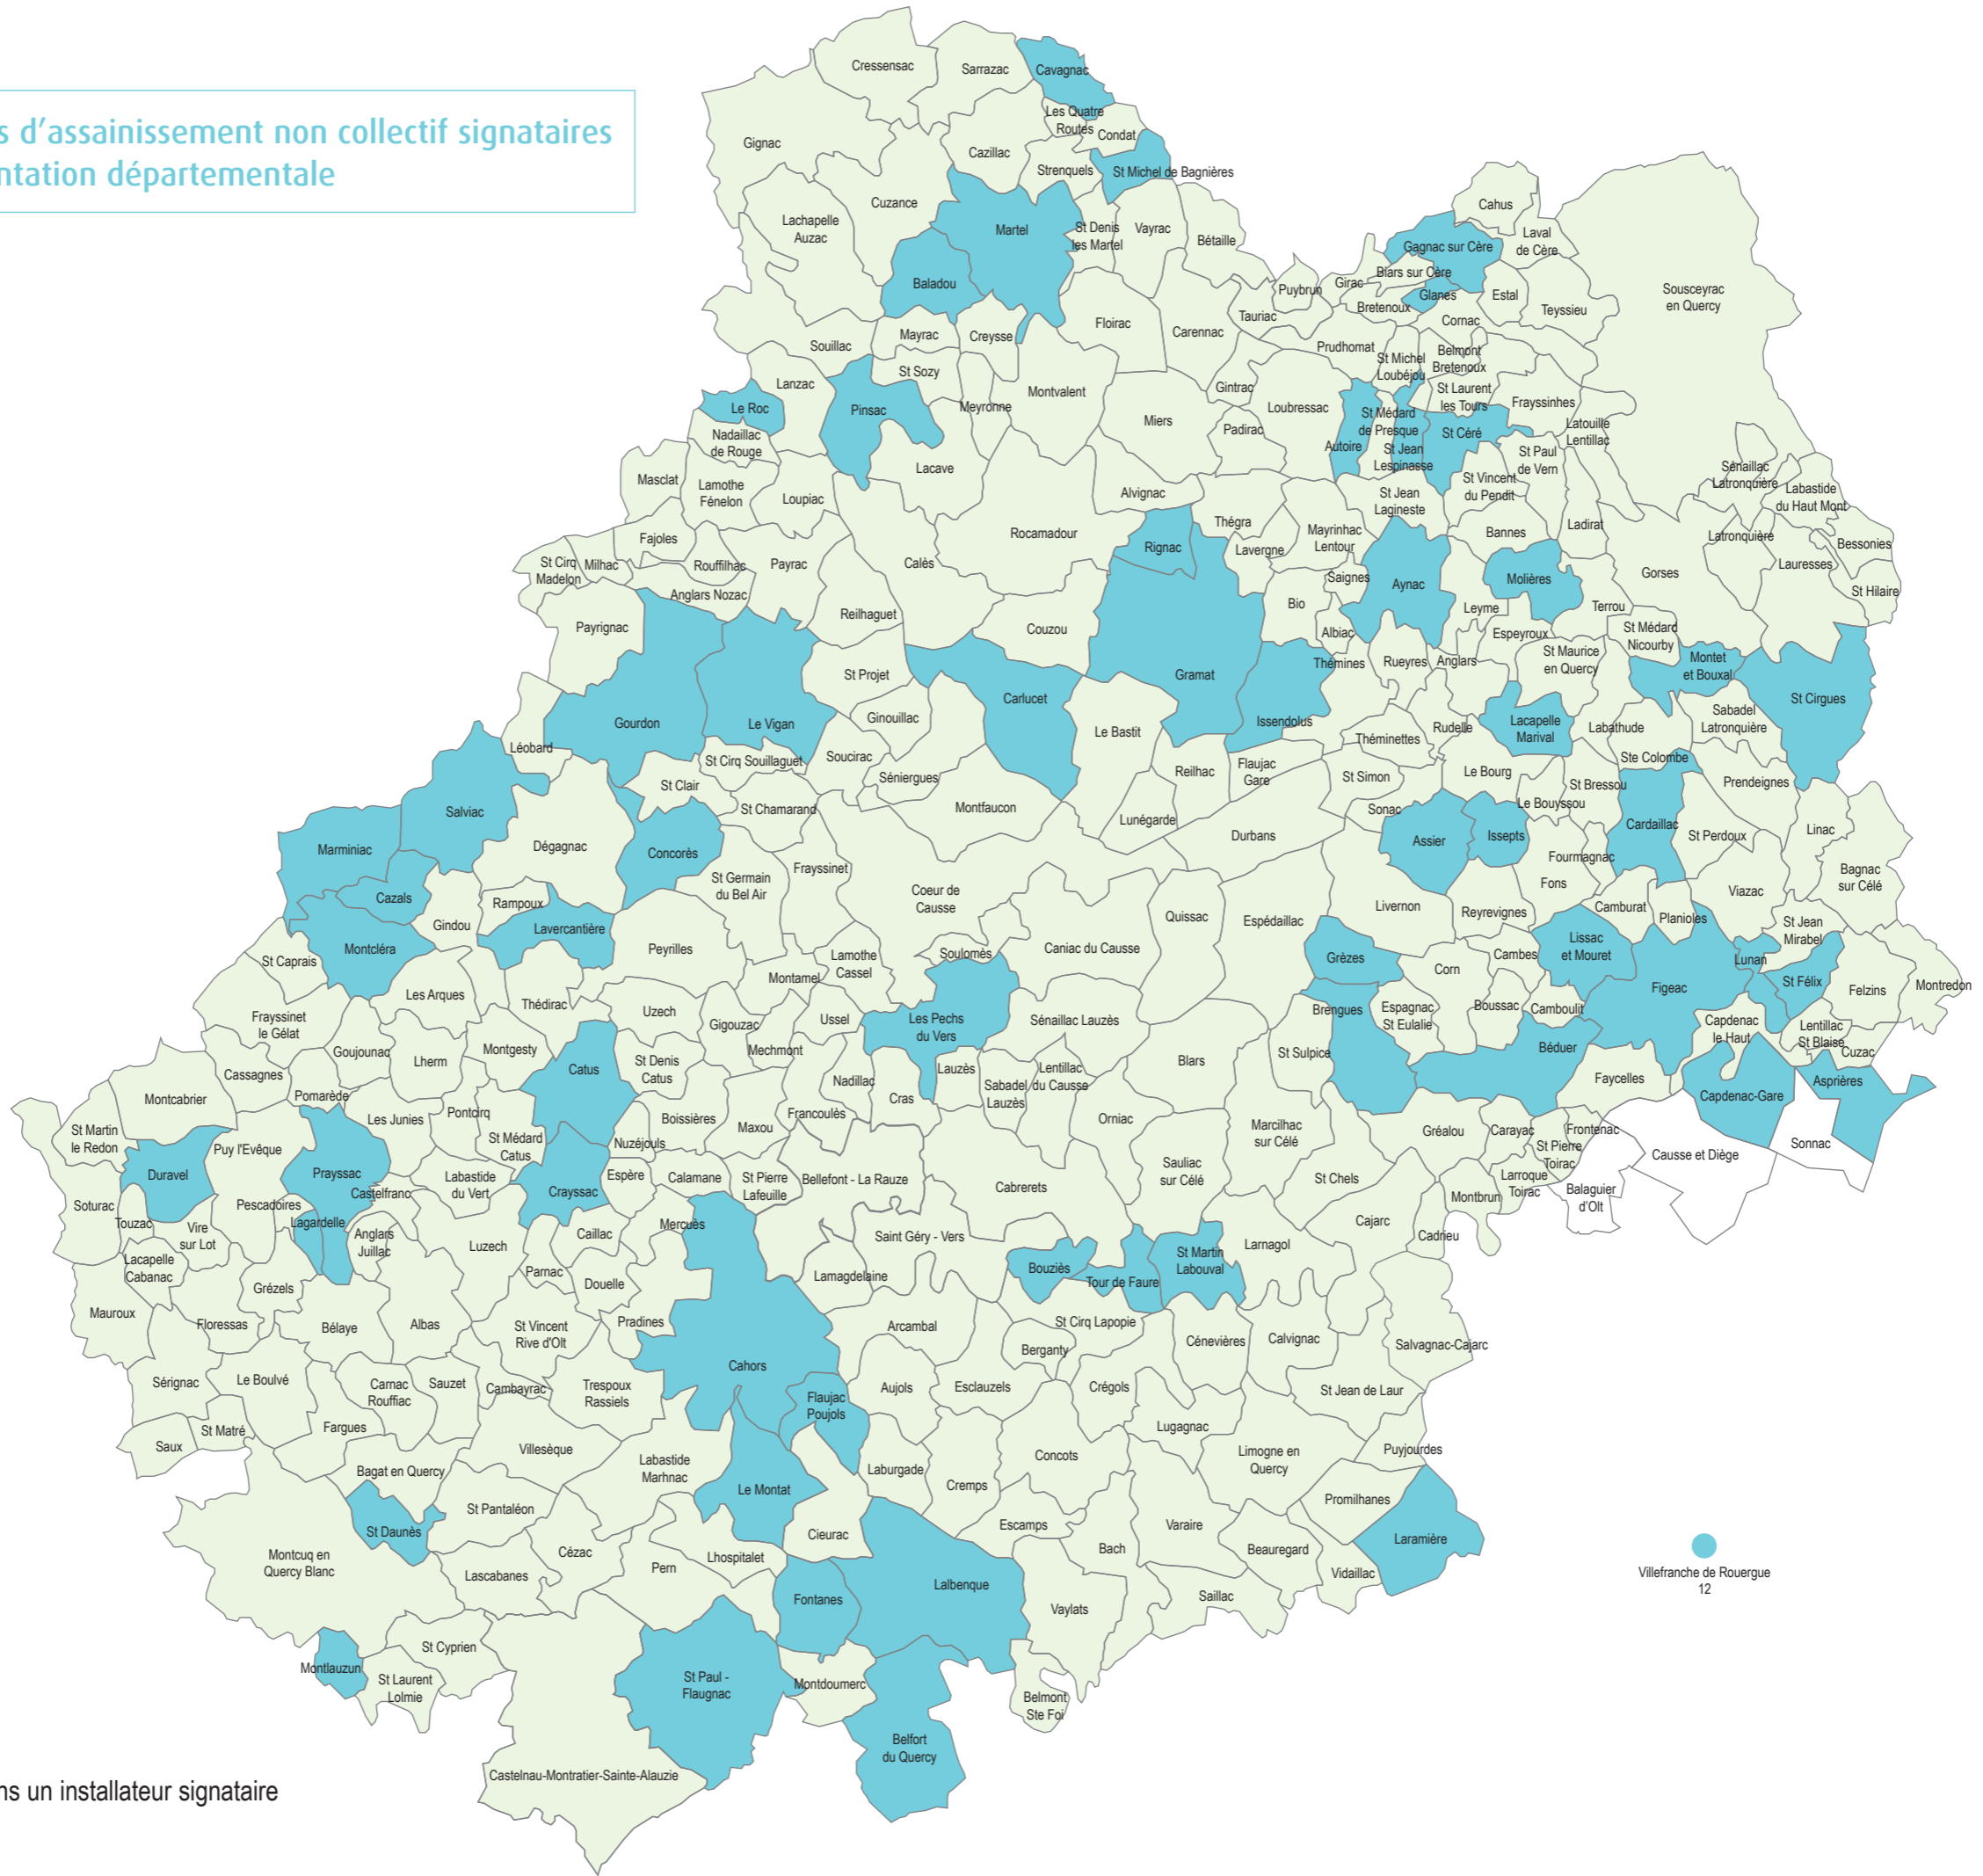 s d'assainissement non collectif signataires
ntation départementale
Cressensac
Sarrazac
Cavagnac
Les Quatre
Routes
Condat
Gignac
Cazillac
Strenquels
St Michel de Bagnières
Cuzance
Lachapelle
Auzac
Martel
St Denis
les Martel
Vayrac
Bétaille
Baladou
Cahus
Gagnac sur Cère
Laval
de Cère
Biars sur Cère
Girac
Puybrun
Glanes
Estal
Teyssieu
Sousceyrac
en Quercy
Bretenoux
Cornac
Tauriac
Floirac
Carennac
Mayrac
Creysse
Souillac
Prudhomat
St Michel
Loubéjou
Belmont
Bretenoux
St Sozy
Lanzac
Gintrac
St Laurent
les Tours
Frayssinhes
Montvalent
Meyronne
Pinsac
Le Roc
Loubressac
Miers
St Médard
de Presque
Latouille
Lentillac
Padirac
Autoire
St Céré
St Jean
Lespinasse
Nadaillac
de Rouge
St Paul
de Vern
Lacave
Sénaillac
Latronquière
Masclat
Lamothe
Fénelon
Loupiac
St Vincent
du Pendit
Labastide
du Haut Mont
Alvignac
St Jean
Lagineste
Thégra
Rocamadour
Mayrinhac
Lentour
Bannes
Ladirat
Latronquière
Bessonies
Fajoles
Rignac
Lavergne
St Cirq
Madelon
Milhac
Rouffilhac
Payrac
Calès
Lauresses
Gorses
Saignes
Aynac
Molières
St Hilaire
Anglars Nozac
Bio
Leyme
Terrou
Reilhaguet
Payrignac
Couzou
Albiac
Espeyroux
St Médard
Nicourby
St Maurice
en Quercy
Montet
et Bouxal
Thémines
Rueyres
Anglars
St Projet
Gramat
Carlucet
St Cirgues
Ginouillac
Gourdon
Le Vigan
Issendolus
Lacapelle
Marival
Labathude
Sabadel
Latronquière
Le Bastit
Rudelle
Théminettes
Léobard
St Cirq Souillaguet
Soucirac
Ste Colombe
Séniergues
Reilhac
Flaujac
Gare
St Simon
Le Bourg
St Bressou
Prendeignes
St Clair
St Chamarand
Montfaucon
Le Bouyssou
Sonac
Salviac
Lunégarde
Durbans
Cardaillac
Linac
Marminiac
Dégagnac
Concorès
Assier
Issepts
St Perdoux
Fourmagnac
Frayssinet
St Germain
du Bel Air
Coeur de
Causse
Fons
Viazac
Bagnac
sur Célé
Cazals
Rampoux
Gindou
Livernon
Reyrevignes
Camburat
Planioles
Quissac
Espédaillac
St Jean
Mirabel
Lavercantière
Montcléra
Peyrilles
Soulomès
Caniac du Causse
Lissac
et Mouret
Lamothe
Cassel
Grèzes
Cambes
Lunan
St Caprais
Corn
Montamel
St Félix
Felzins
Montredon
Figeac
Les Arques
Thédirac
Uzech
Gigouzac
Ussel
Les Pechs
du Vers
Sénaillac Lauzès
Brengues
Espagnac
St Eulalie
Boussac
Camboulit
Frayssinet
le Gélat
Capdenac
le Haut
Lentillac
St Blaise
Cuzac
Goujounac
Lherm
Montgesty
Mechmont
St Sulpice
Béduer
Catus
St Denis
Catus
Blars
Cassagnes
Lauzès
Lentillac
du Causse
Nadillac
Sabadel
Lauzès
Faycelles
Asprières
Montcabrier
Pomarède
Cras
Capdenac-Gare
Les Junies
Pontcirq
Boissières
Francoulès
Maxou
Orniac
Marcilhac
sur Célé
Gréalou
Carayac
Frontenac
St Martin
le Redon
St Médard
Catus
Nuzéjouls
St Pierre
Toirac
Sonnac
Causse et Diège
Puy l'Evêque
Duravel
Prayssac
Labastide
du Vert
Crayssac
Espère
Calamane
St Pierre
Lafeuille
Bellefont - La Rauze
Sauliac
sur Célé
St Chels
Larroque
Toirac
Castelfranc
Cabrerets
Montbrun
Balaguier
d'Olt
Soturac
Pescadoires
Touzac
Lagardelle
Mercuès
Cajarc
Vire
sur Lot
Anglars
Juillac
Caillac
Saint Géry - Vers
Cadrieu
Luzech
Larnagol
St Martin
Labouval
Lacapelle
Cabanac
Parnac
Bouziès
Lamagdelaine
Tour de Faure
Douelle
Grézels
Mauroux
Floressas
Bélaye
Albas
St Vincent
Rive d'Olt
Pradines
Arcambal
St Cirq Lapopie
Cénevières
Calvignac
Salvagnac-Cajarc
Berganty
Cahors
Sérignac
Le Boulvé
Carnac
Rouffiac
Sauzet
Cambayrac
Trespoux
Rassiels
Aujols
Esclauzels
Crégols
St Jean de Laur
Flaujac
Poujols
Fargues
St Matré
Lugagnac
Saux
Villesèque
Limogne en
Quercy
Puyjourdes
Concots
Labastide
Marhnac
Bagat en Quercy
Laburgade
Cremps
Le Montat
Promilhanes
St Pantaléon
Escamps
Varaire
St Daunès
Cieurac
Laramière
Bach
Beauregard
Montcuq en
Quercy Blanc
Cézac
Lhospitalet
Pern
Lascabanes
Vidaillac
Villefranche de Rouergue
12
Lalbenque
Fontanes
Saillac
Vaylats
St Cyprien
Montlauzun
St Laurent
Lolmie
St Paul -
Flaugnac
Montdoumerc
Belmont
Ste Foi
Belfort
du Quercy
Castelnau-Montratier-Sainte-Alauzie
ns un installateur signataire